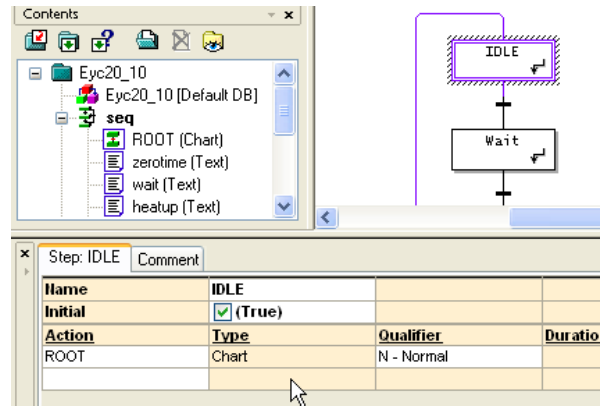 Contents
Eyc20_10
Eyc20_10 [Default DB]
seq
ROOT (Chart)
zerotime (Text)
wait (Text)
heatup (Text)
IDLE
Wait
Step: IDLE Comment
Name IDLE
Initial (True)
Action Type Qualifier Duratio
ROOT Chart N - Normal